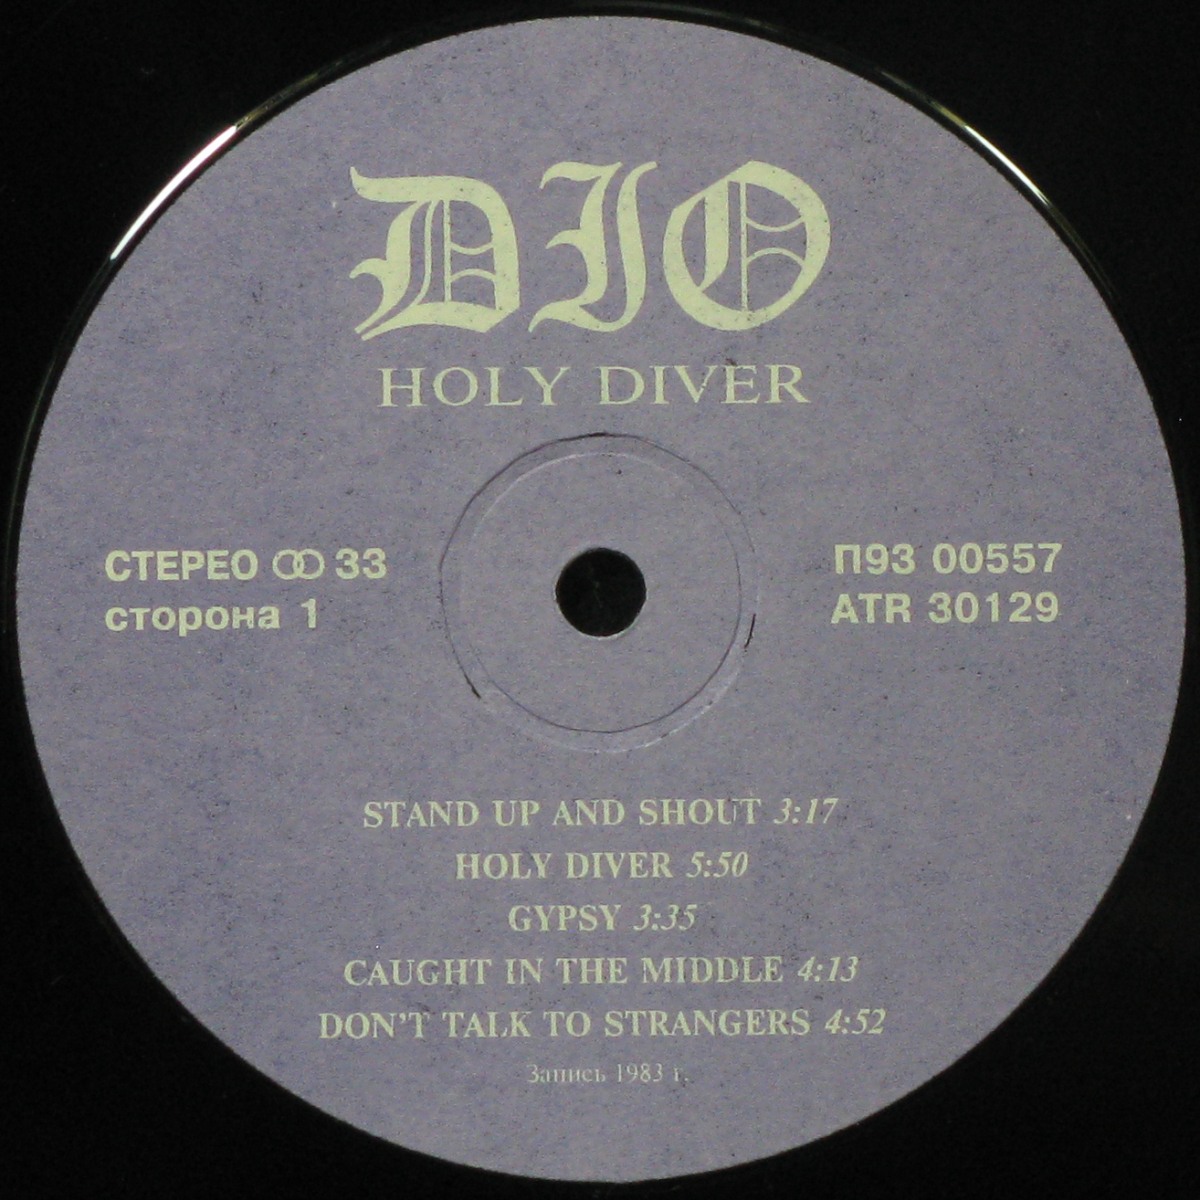 DIO
HOLY DIVER
СТЕРЕО 33
сторона 1
П93 00557
ATR 30129
STAND UP AND SHOUT 3:17
HOLY DIVER 5:50
GYPSY 3:35
CAUGHT IN THE MIDDLE 4:13
DON'T TALK TO STRANGERS 4:52
Запись 1983 г.